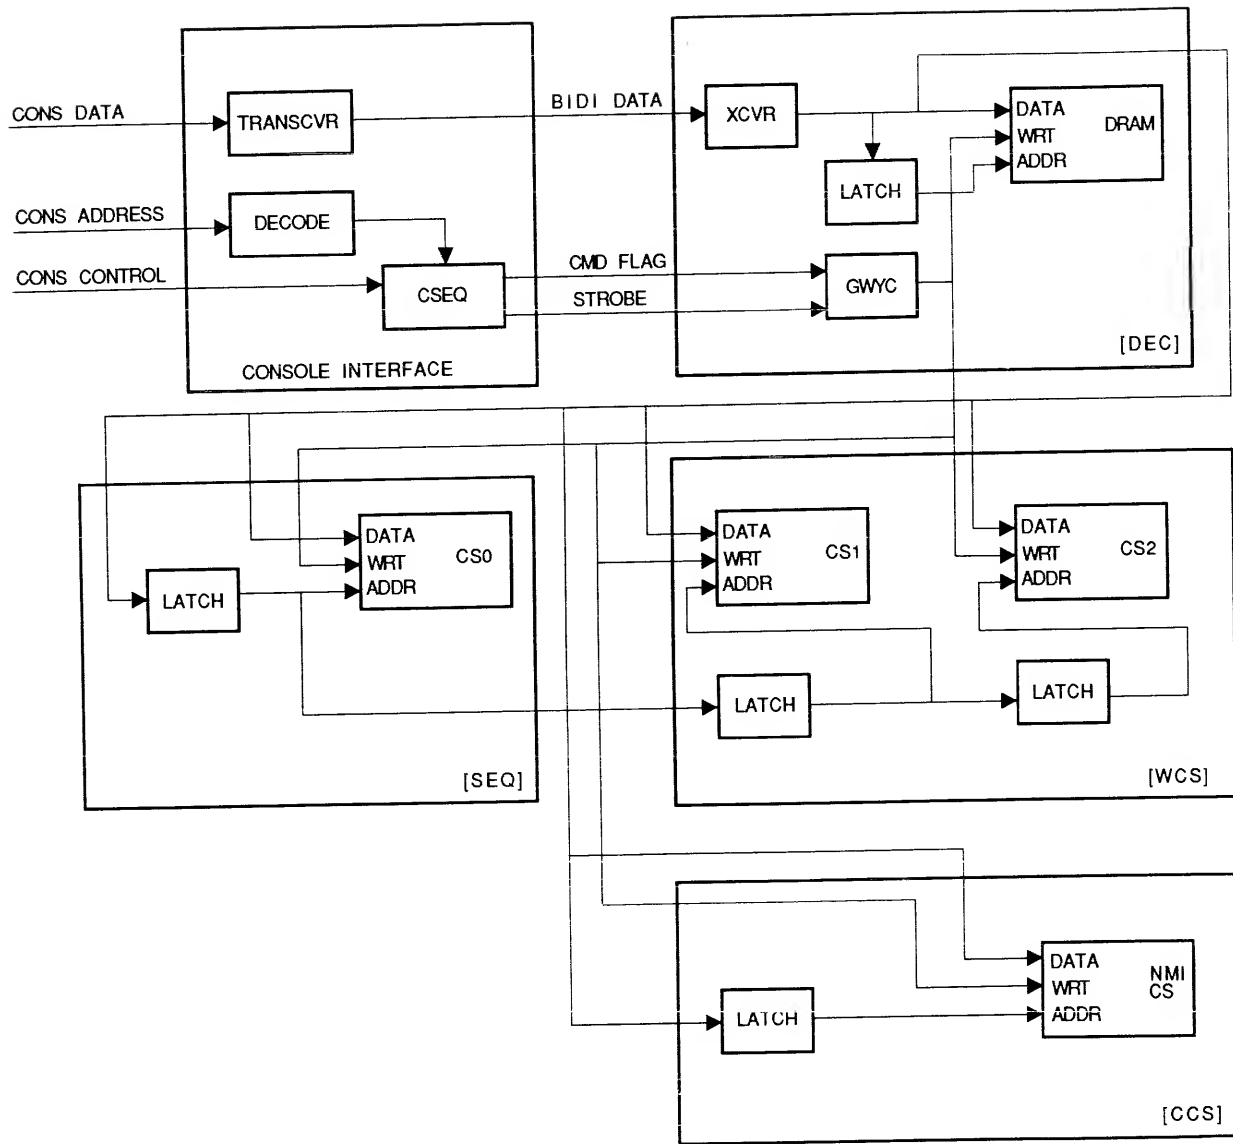 CONS DATA
TRANSCVR
BIDI DATA
XCVR
DATA
WRT
ADDR
DRAM
LATCH
CONS ADDRESS
DECODE
CONS CONTROL
CSEQ
CMD FLAG
STROBE
GWYC
CONSOLE INTERFACE
[DEC]
DATA
WRT
ADDR
CS0
LATCH
[SEQ]
DATA
WRT
ADDR
CS1
DATA
WRT
ADDR
CS2
LATCH
LATCH
[WCS]
DATA
WRT
ADDR
NMI
CS
LATCH
[CCS]